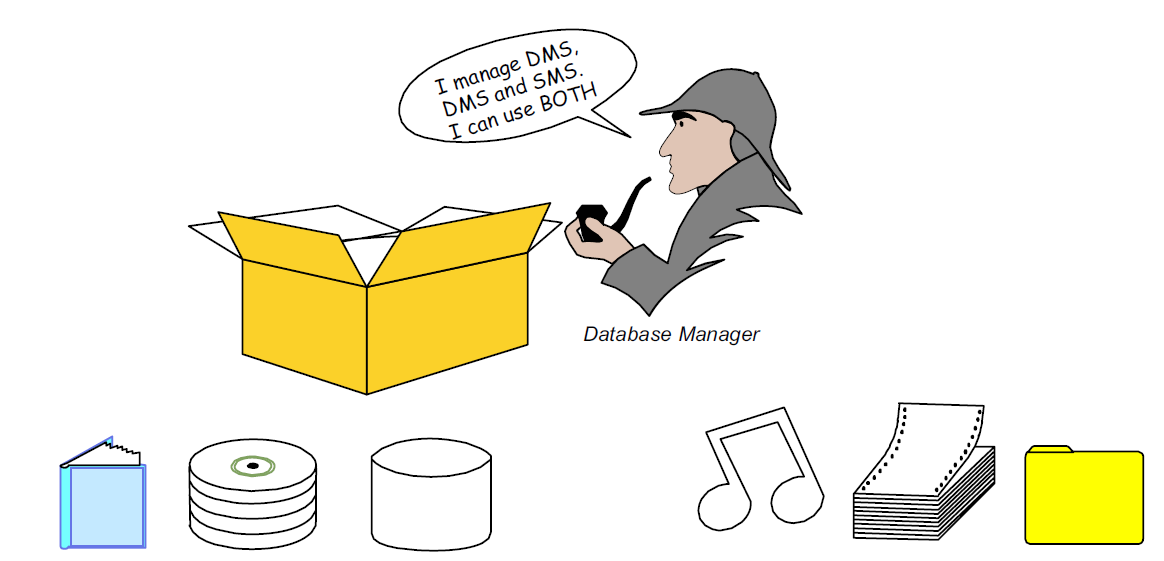 I manage DMS,
DMS and SMS.
I can use BOTH
Database Manager